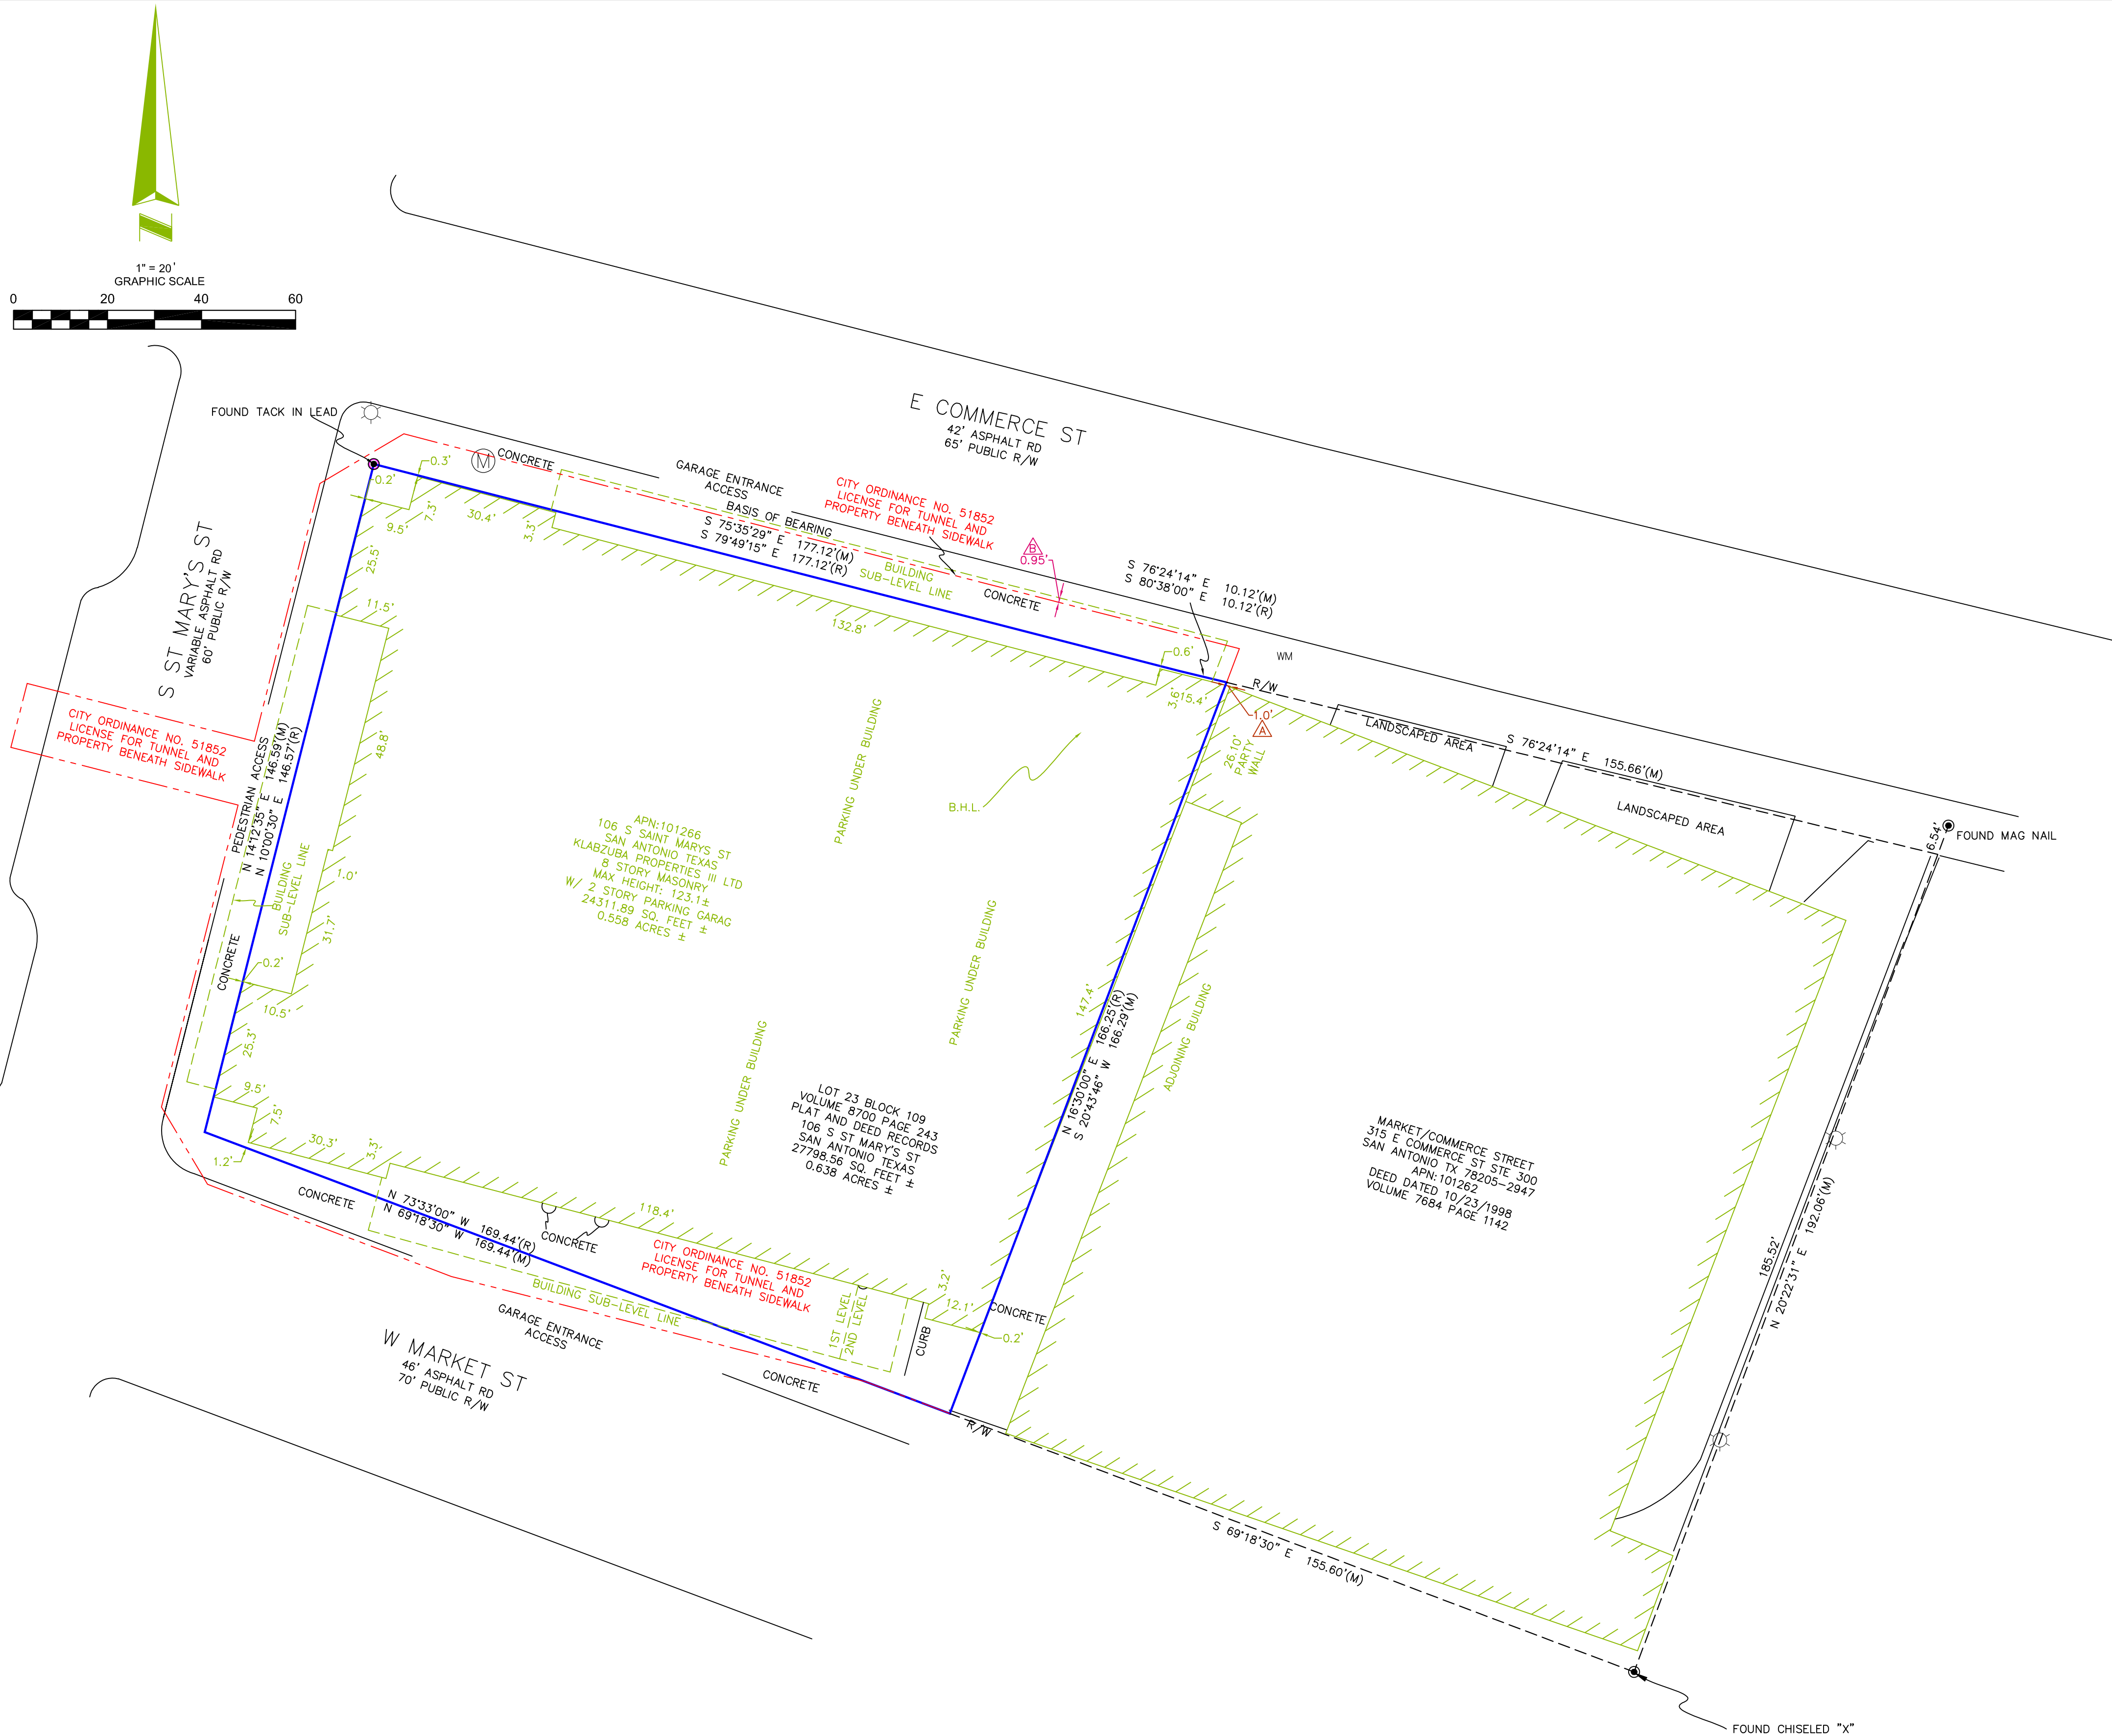 1" = 20'
GRAPHIC SCALE
0 20 40 60
N
FOUND TACK IN LEAD
E COMMERCE ST
42' ASPHALT RD
65' PUBLIC R/W
S ST MARY'S ST
VARIABLE ASPHALT RD
60' PUBLIC R/W
M
CONCRETE
GARAGE ENTRANCE
ACCESS
BASIS OF BEARING
S 75°35'29" E 177.12'(M)
S 79°49'15" E 177.12'(R)
CITY ORDINANCE NO. 51852
LICENSE FOR TUNNEL AND
PROPERTY BENEATH SIDEWALK
BUILDING
SUB-LEVEL LINE
CONCRETE
B
0.95'
S 76°24'14" E 10.12'(M)
S 80°38'00" E 10.12'(R)
WM
R/W
0.3'
0.2'
9.5'
7.3'
30.4'
3.3'
132.8'
0.6'
3.6'
15.4'
1.0'
A
26.10'
PARTY
WALL
25.5'
11.5'
48.8'
1.0'
31.7'
0.2'
10.5'
25.3'
9.5'
7.5'
1.2'
30.3'
3.3'
118.4'
3.2'
12.1'
0.2'
147.4'
CITY ORDINANCE NO. 51852
LICENSE FOR TUNNEL AND
PROPERTY BENEATH SIDEWALK
PEDESTRIAN ACCESS
N 14°12'35" E 146.59'(M)
N 10°00'30" E 146.57'(R)
BUILDING
SUB-LEVEL LINE
CONCRETE
APN:101266
106 S SAINT MARYS ST
SAN ANTONIO TEXAS
KLABZUBA PROPERTIES III LTD
8 STORY MASONRY
MAX HEIGHT: 123.1±
W/ 2 STORY PARKING GARAG
24311.89 SQ. FEET ±
0.558 ACRES ±
PARKING UNDER BUILDING
B.H.L.
PARKING UNDER BUILDING
PARKING UNDER BUILDING
LOT 23 BLOCK 109
VOLUME 8700 PAGE 243
PLAT AND DEED RECORDS
106 S ST MARY'S ST
SAN ANTONIO TEXAS
27798.56 SQ. FEET ±
0.638 ACRES ±
N 16°30'00" E 166.25'(R)
S 20°43'46" W 166.29'(M)
ADJOINING BUILDING
LANDSCAPED AREA
S 76°24'14" E 155.66'(M)
LANDSCAPED AREA
6.54'
FOUND MAG NAIL
MARKET/COMMERCE STREET
315 E COMMERCE ST STE 300
SAN ANTONIO TX 78205-2947
APN:101262
DEED DATED 10/23/1998
VOLUME 7684 PAGE 1142
185.52'
N 20°22'31" E 192.06'(M)
CONCRETE
N 73°33'00" W 169.44'(R)
N 69°18'30" W 169.44'(M)
CONCRETE
CITY ORDINANCE NO. 51852
LICENSE FOR TUNNEL AND
PROPERTY BENEATH SIDEWALK
BUILDING SUB-LEVEL LINE
1ST LEVEL
2ND LEVEL
CURB
CONCRETE
GARAGE ENTRANCE
ACCESS
W MARKET ST
46' ASPHALT RD
70' PUBLIC R/W
CONCRETE
R/W
S 69°18'30" E 155.60'(M)
FOUND CHISELED "X"